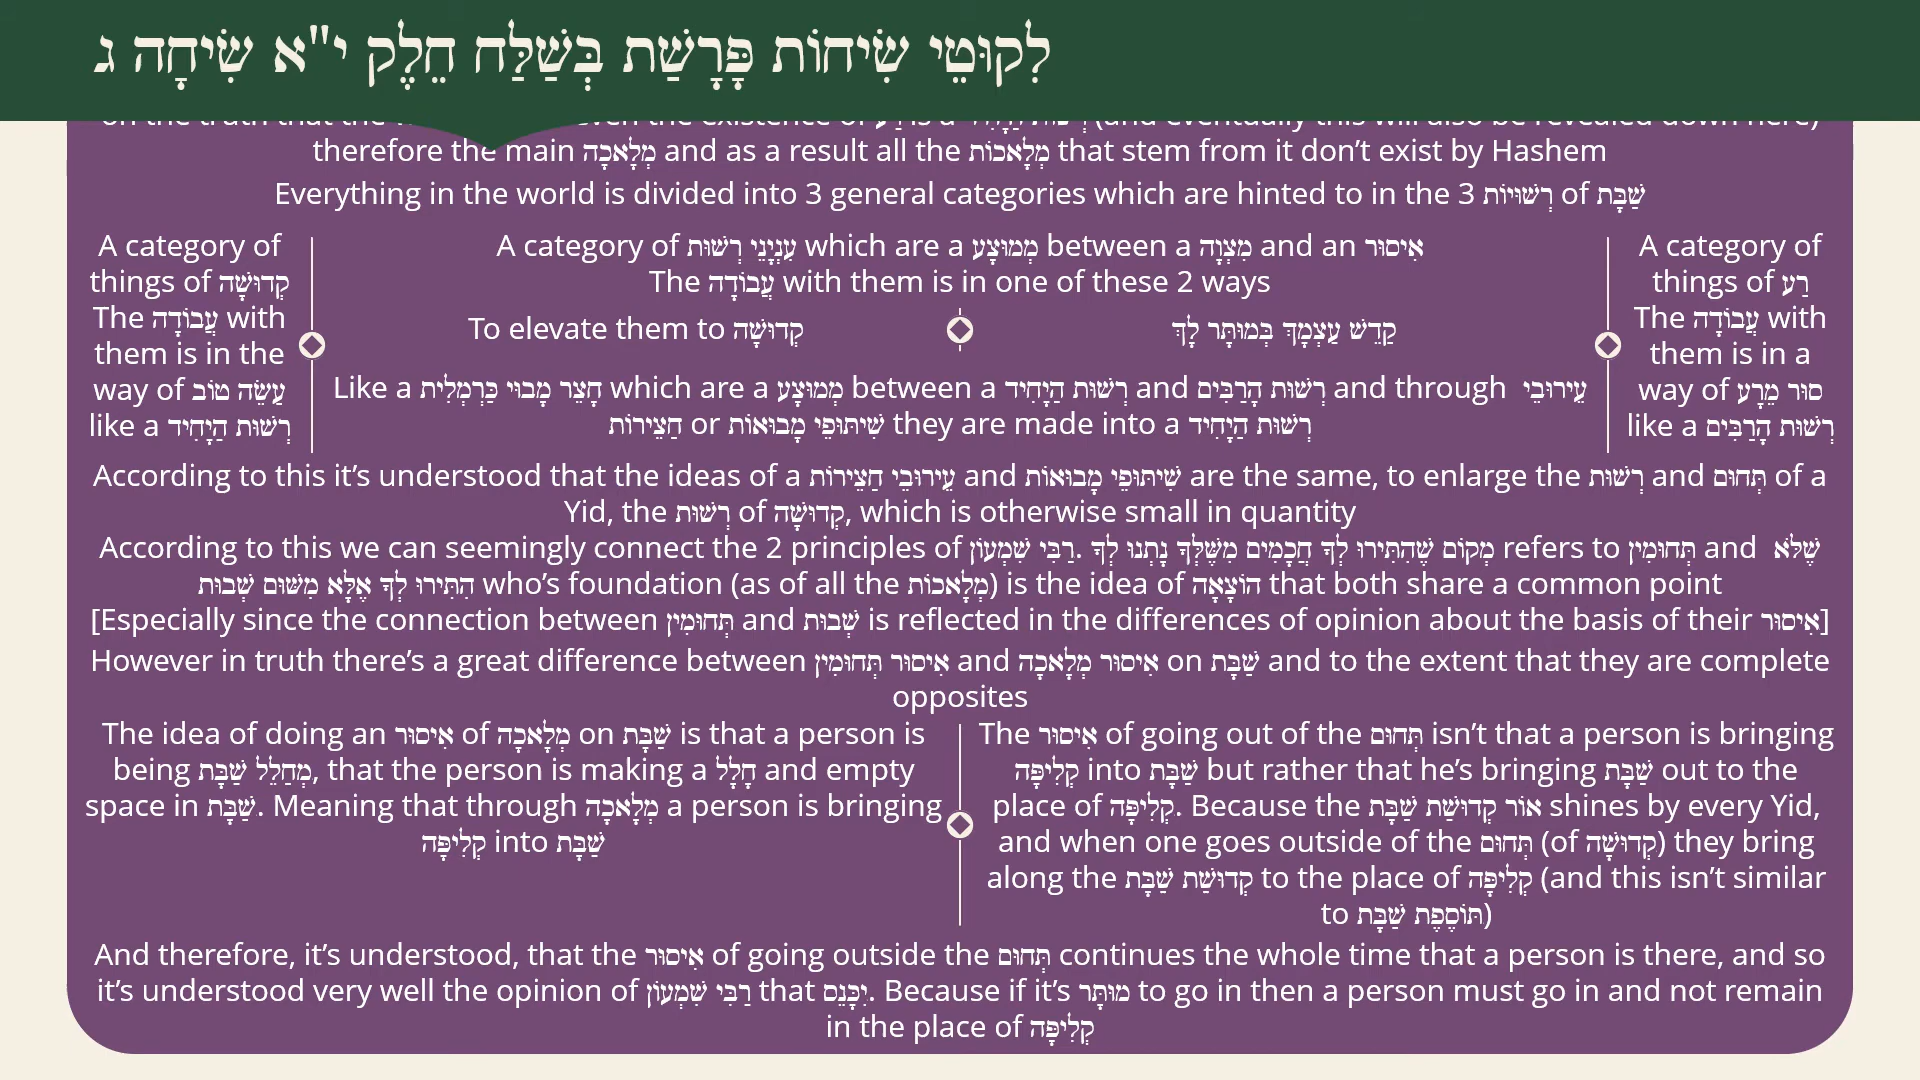 לִקוּטֵי שִׂיחוֹת פָּרָשַׁת בְּשַׁלַּח חֵלֶק י"א שִׂיחָה ג
therefore the main מְלָאכָה and as a result all the מְלָאכוֹת that stem from it don't exist by Hashem
Everything in the world is divided into 3 general categories which are hinted to in the 3 רְשׁוּיוֹת of שַׁבָּת
A category of
things of קְדוּשָׁה
The עֲבוֹדָה with
them is in the
way of עַשֵׂה טוֹב
like a רְשׁוּת הַיָחִיד
A category of עִנְיְנֵי רְשׁוּת which are a מְמוּצָע between a מִצְוָה and an אִיסוּר
The עֲבוֹדָה with them is in one of these 2 ways
To elevate them to קְדוּשָׁה
קַדֵשׁ עַצְמְךָ בְּמוּתָּר לָךְ
Like a חָצֵר מָבוּי כַּרְמְלִית which are a מְמוּצָע between a רְשׁוּת הַיָחִיד and רְשׁוּת הָרַבִּים and through עֵירוּבֵי
חַצֵירוֹת or שִׁיתּוּפֵי מָבוֹאוֹת they are made into a רְשׁוּת הַיָחִיד
A category of
things of רַע
The עֲבוֹדָה with
them is in a
way of סוּר מֵרָע
like a רְשׁוּת הָרַבִּים
According to this it's understood that the ideas of a עֵירוּבֵי חַצֵירוֹת and שִׁיתּוּפֵי מָבוֹאוֹת are the same, to enlarge the רְשׁוּת and תְּחוּם of a
Yid, the רְשׁוּת of קְדוּשָׁה, which is otherwise small in quantity
According to this we can seemingly connect the 2 principles of רַבִּי שִׁמְעוֹן. מָקוֹם שֶׁהִתִּירוּ לְךָ חֲכָמִים מִשֶּׁלְּךָ נָתְנוּ לְךָ refers to תְּחוּמִין and שֶׁלֹּא
הִתִּירוּ לְךָ אֶלָּא מִשׁוּם שְׁבוּת who's foundation (as of all the מְלָאכוֹת) is the idea of הוֹצָאָה that both share a common point
[Especially since the connection between תְּחוּמִין and שְׁבוּת is reflected in the differences of opinion about the basis of their אִיסוּר]
However in truth there's a great difference between אִיסוּר תְּחוּמִין and אִיסוּר מְלָאכָה on שַׁבָּת and to the extent that they are complete
opposites
The idea of doing an אִיסוּר of מְלָאכָה on שַׁבָּת is that a person is
being מְחַלֵל שַׁבָּת, that the person is making a חָלָל and empty
space in שַׁבָּת. Meaning that through מְלָאכָה a person is bringing
קְלִיפָּה into שַׁבָּת
The אִיסוּר of going out of the תְּחוּם isn't that a person is bringing
קְלִיפָּה into שַׁבָּת but rather that he's bringing שַׁבָּת out to the
place of קְלִיפָּה. Because the אוֹר קְדוּשַׁת שַׁבָּת shines by every Yid,
and when one goes outside of the תְּחוּם (of קְדוּשָׁה) they bring
along the קְדוּשַׁת שַׁבָּת to the place of קְלִיפָּה (and this isn't similar
to תּוֹסֶפֶת שַׁבָּת)
And therefore, it's understood, that the אִיסוּר of going outside the תְּחוּם continues the whole time that a person is there, and so
it's understood very well the opinion of רַבִּי שִׁמְעוֹן that יִכָּנֵס. Because if it's מוּתָּר to go in then a person must go in and not remain
in the place of קְלִיפָּה